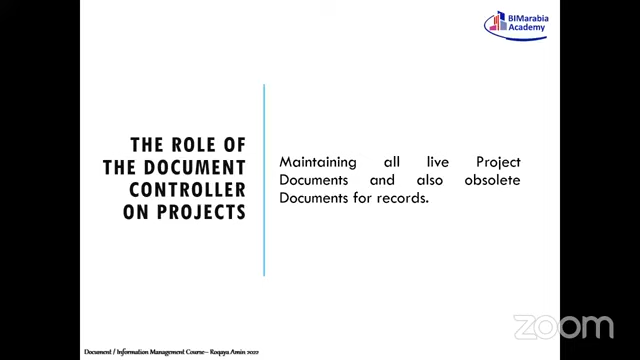 BIMarabia
Academy
THE ROLE OF
THE DOCUMENT
CONTROLLER
ON PROJECTS
Maintaining all live Project
Documents and also obsolete
Documents for records.
zoom
Document / Information Management Course– Roqaya Amin 2022